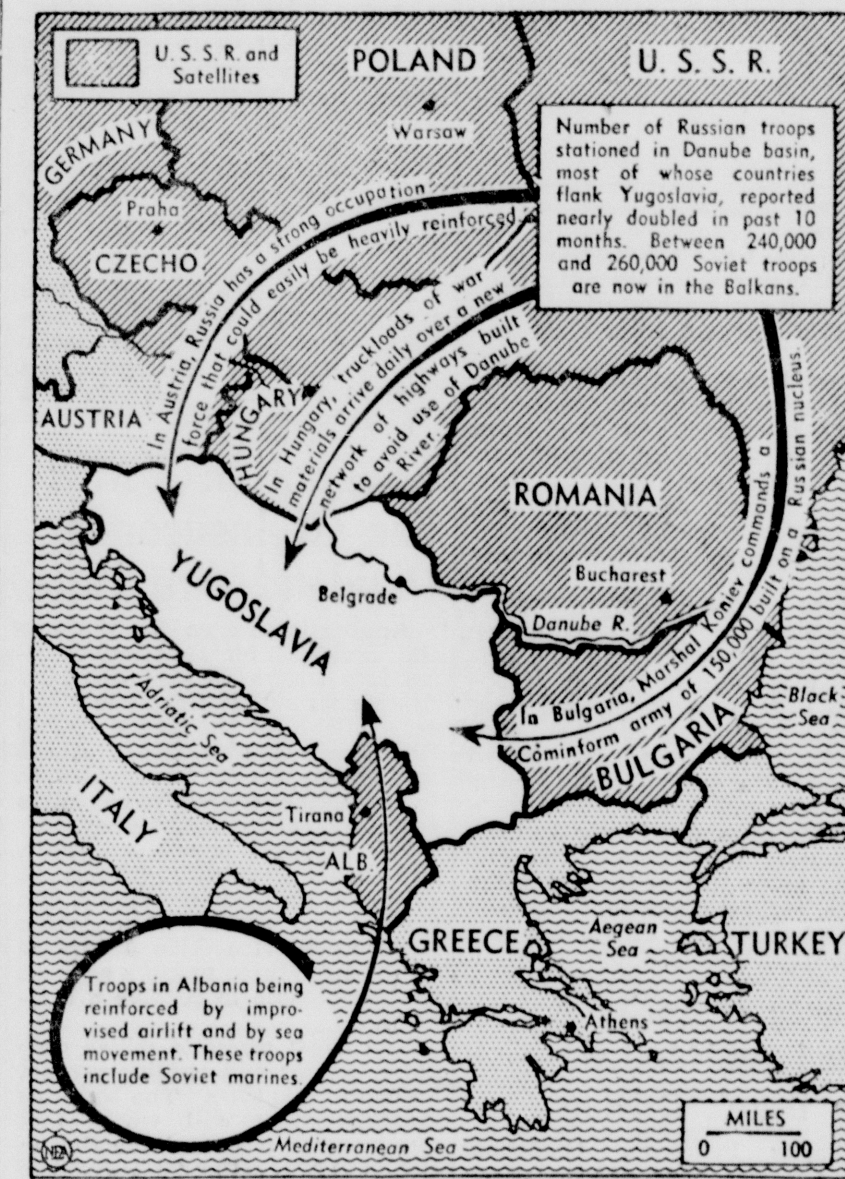 U. S. S. R. and
Satellites
POLAND
U. S. S. R.
Warsaw
GERMANY
Praha
CZECHO
Number of Russian troops
stationed in Danube basin,
most of whose countries
flank Yugoslavia, reported
nearly doubled in past 10
months. Between 240,000
and 260,000 Soviet troops
are now in the Balkans.
In Austria, Russia has a strong occupation
force that could easily be heavily reinforced
AUSTRIA
HUNGARY
In Hungary, truckloads of war
materials arrive daily over a new
network of highways built
to avoid use of Danube
River
ROMANIA
Bucharest
Danube R.
YUGOSLAVIA
Belgrade
In Bulgaria, Marshal Koniev commands a
Cominform army of 150,000 built on a Russian nucleus.
BULGARIA
Black
Sea
Adriatic Sea
ITALY
Tirana
ALB.
GREECE
Aegean
Sea
TURKEY
Athens
Troops in Albania being
reinforced by impro-
vised airlift and by sea
movement. These troops
include Soviet marines.
Mediterranean Sea
MILES
0 100
NEA